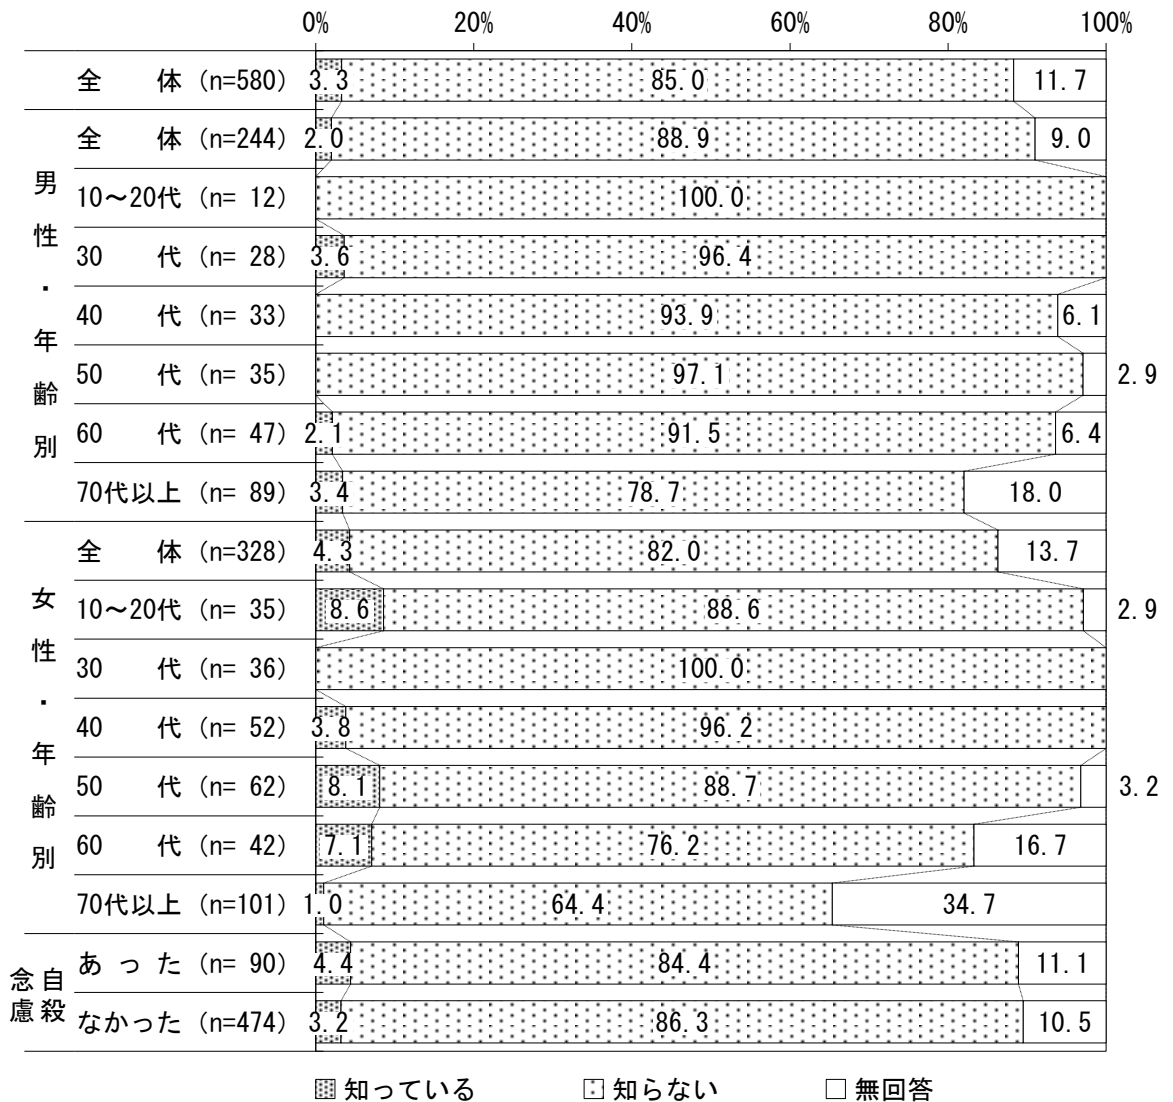 0% 20% 40% 60% 80% 100%
全　体 (n=580) 3.3 85.0 11.7
男性・年齢別
全　体 (n=244) 2.0 88.9 9.0
10～20代 (n= 12) 100.0
30　代 (n= 28) 3.6 96.4
40　代 (n= 33) 93.9 6.1
50　代 (n= 35) 97.1 2.9
60　代 (n= 47) 2.1 91.5 6.4
70代以上 (n= 89) 3.4 78.7 18.0
女性・年齢別
全　体 (n=328) 4.3 82.0 13.7
10～20代 (n= 35) 8.6 88.6 2.9
30　代 (n= 36) 100.0
40　代 (n= 52) 3.8 96.2
50　代 (n= 62) 8.1 88.7 3.2
60　代 (n= 42) 7.1 76.2 16.7
70代以上 (n=101) 1.0 64.4 34.7
自殺念慮
あった (n= 90) 4.4 84.4 11.1
なかった (n=474) 3.2 86.3 10.5
知っている 知らない 無回答